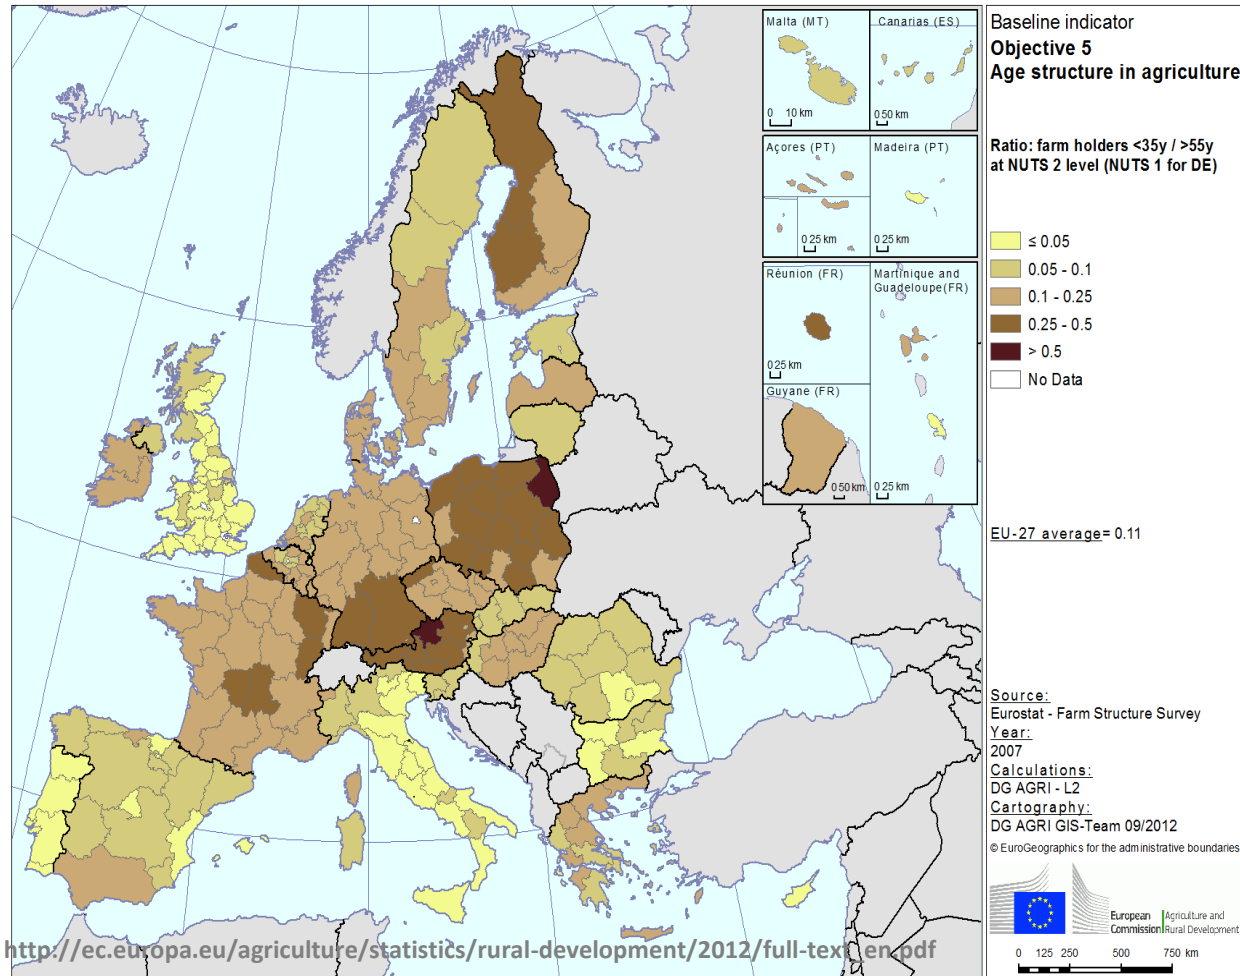 Baseline indicator
Objective 5
Age structure in agriculture
Ratio: farm holders <35y / >55y
at NUTS 2 level (NUTS 1 for DE)
≤ 0.05
0.05 - 0.1
0.1 - 0.25
0.25 - 0.5
> 0.5
No Data
EU-27 average= 0.11
Source:
Eurostat - Farm Structure Survey
Year:
2007
Calculations:
DG AGRI - L2
Cartography:
DG AGRI GIS-Team 09/2012
© EuroGeographics for the administrative boundaries
European
Commission
Agriculture and
Rural Development
0 125 250 500 750 km
Malta (MT)
0 10 km
Canarias (ES)
0 50 km
Açores (PT)
0 25 km
Madeira (PT)
0 25 km
Réunion (FR)
0 25 km
Martinique and
Guadeloupe(FR)
0 25 km
Guyane (FR)
0 50 km
http://ec.europa.eu/agriculture/statistics/rural-development/2012/full-text_en.pdf